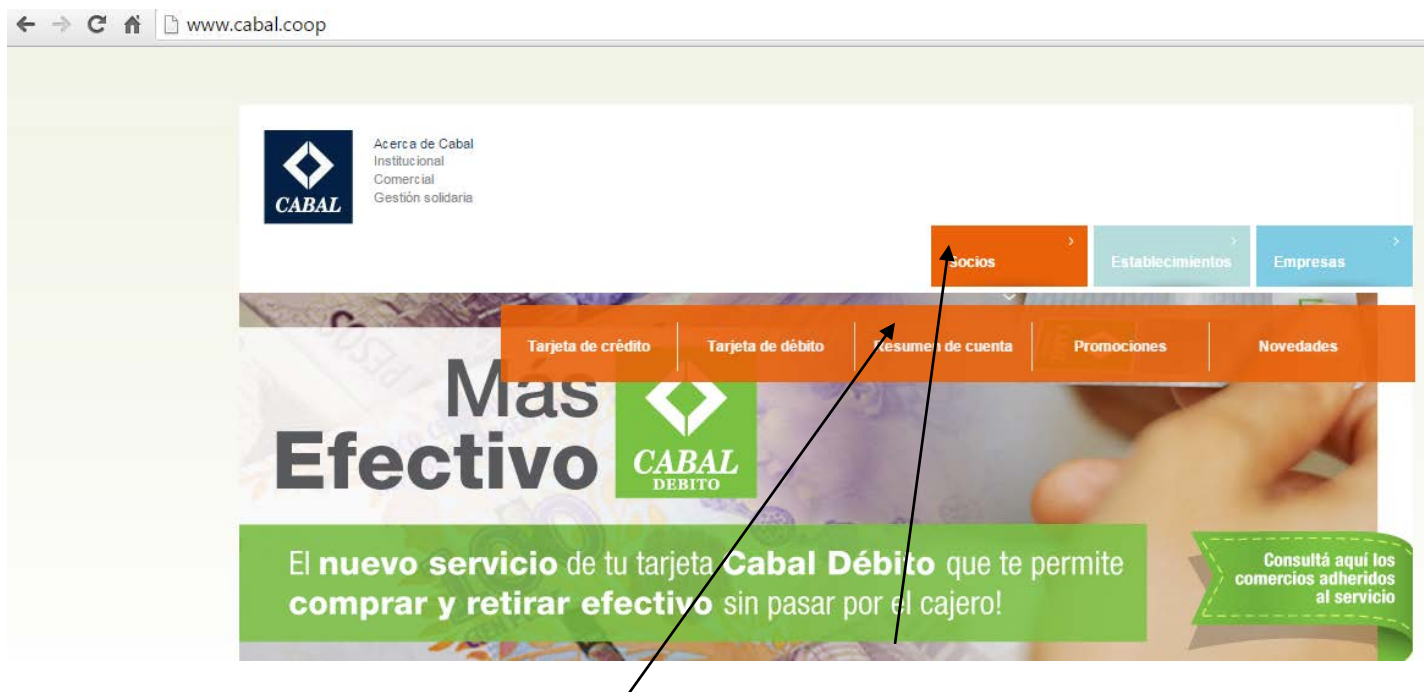 www.cabal.coop
CABAL
Acerca de Cabal
Institucional
Comercial
Gestión solidaria
Socios
Establecimientos
Empresas
Tarjeta de crédito
Tarjeta de débito
Resumen de cuenta
Promociones
Novedades
Más
Efectivo
CABAL
DEBITO
El nuevo servicio de tu tarjeta Cabal Débito que te permite
comprar y retirar efectivo sin pasar por el cajero!
Consultá aquí los
comercios adheridos
al servicio